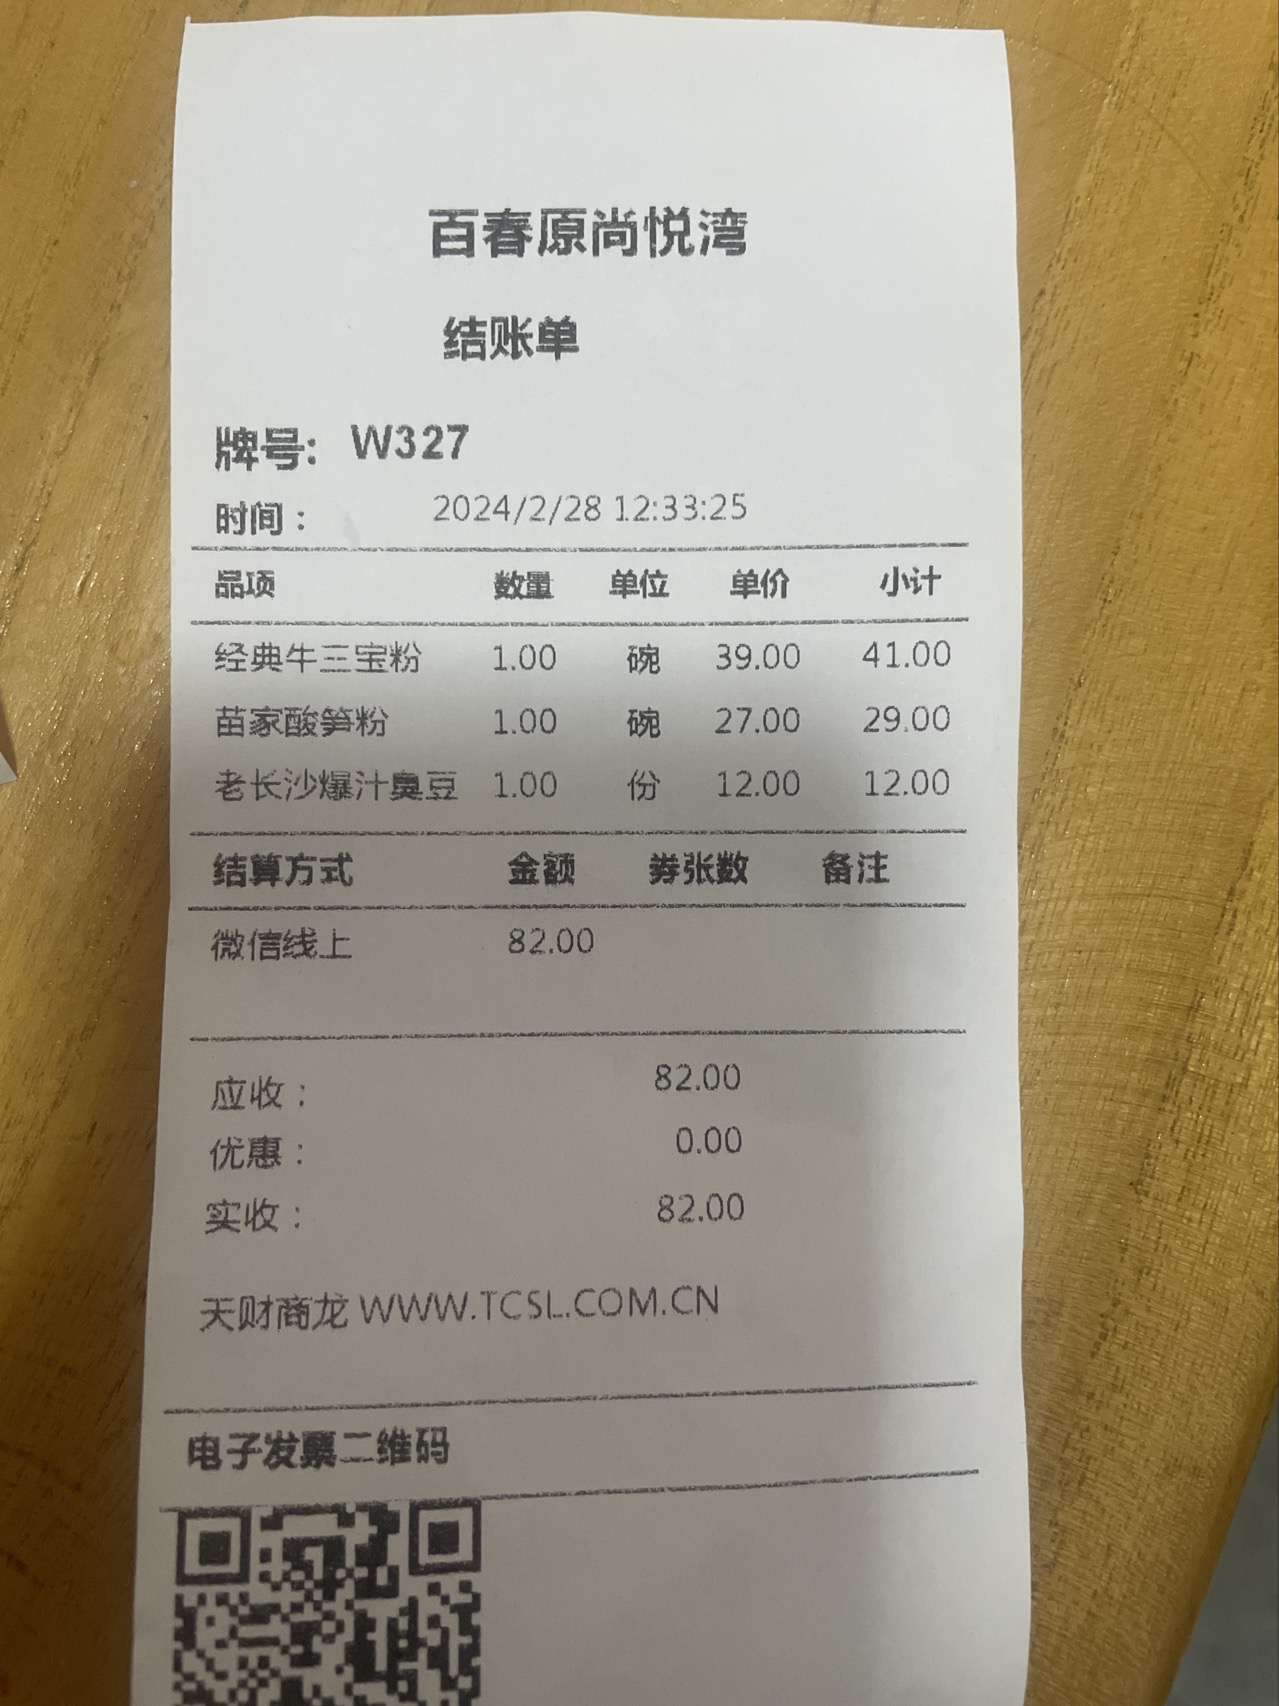 百春原尚悦湾
结账单
牌号: W327
时间： 2024/2/28 12:33:25
品项 数量 单位 单价 小计
经典牛三宝粉 1.00 碗 39.00 41.00
苗家酸笋粉 1.00 碗 27.00 29.00
老长沙爆汁臭豆 1.00 份 12.00 12.00
结算方式 金额 券张数 备注
微信线上 82.00
应收： 82.00
优惠： 0.00
实收： 82.00
天财商龙 WWW.TCSL.COM.CN
电子发票二维码